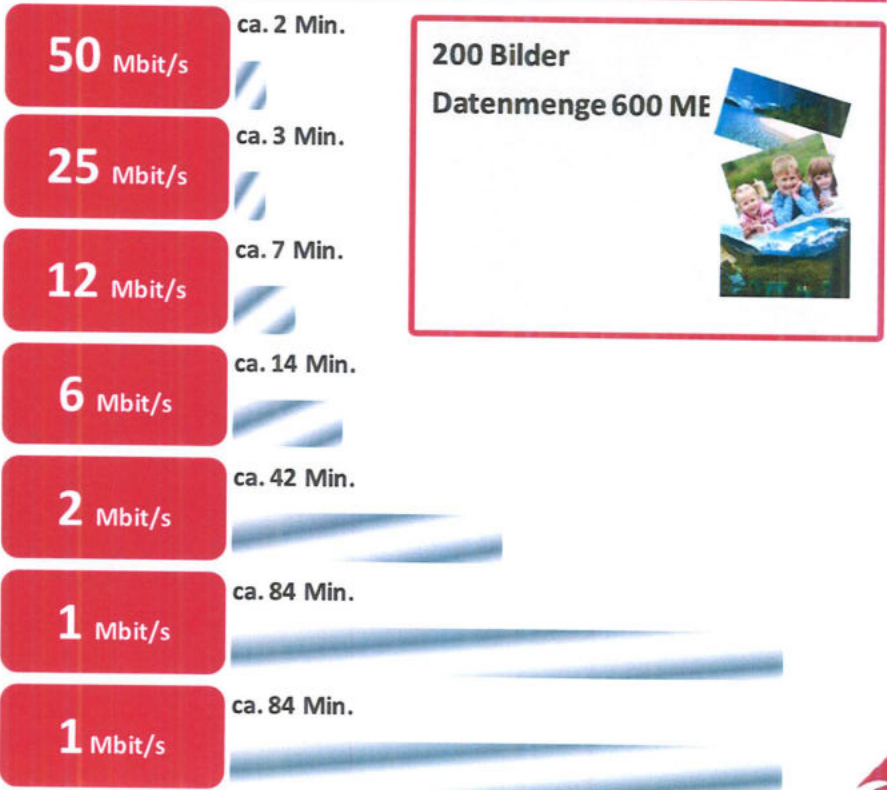 50 Mbit/s
ca. 2 Min.
25 Mbit/s
ca. 3 Min.
12 Mbit/s
ca. 7 Min.
6 Mbit/s
ca. 14 Min.
2 Mbit/s
ca. 42 Min.
1 Mbit/s
ca. 84 Min.
1 Mbit/s
ca. 84 Min.
200 Bilder
Datenmenge 600 ME